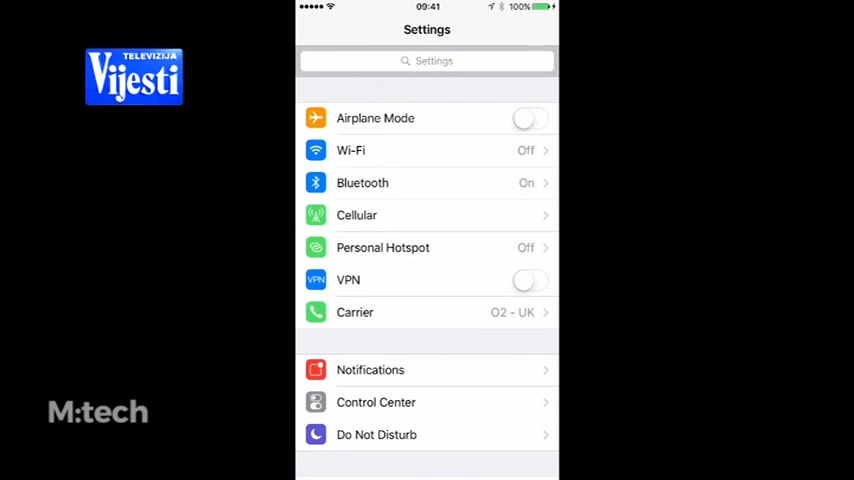 09:41
100%
Settings
Settings
TELEVIZIJA
Vijesti
Airplane Mode
Wi-Fi Off
Bluetooth On
Cellular
Personal Hotspot Off
VPN VPN
Carrier O2 - UK
Notifications
Control Center
Do Not Disturb
M:tech